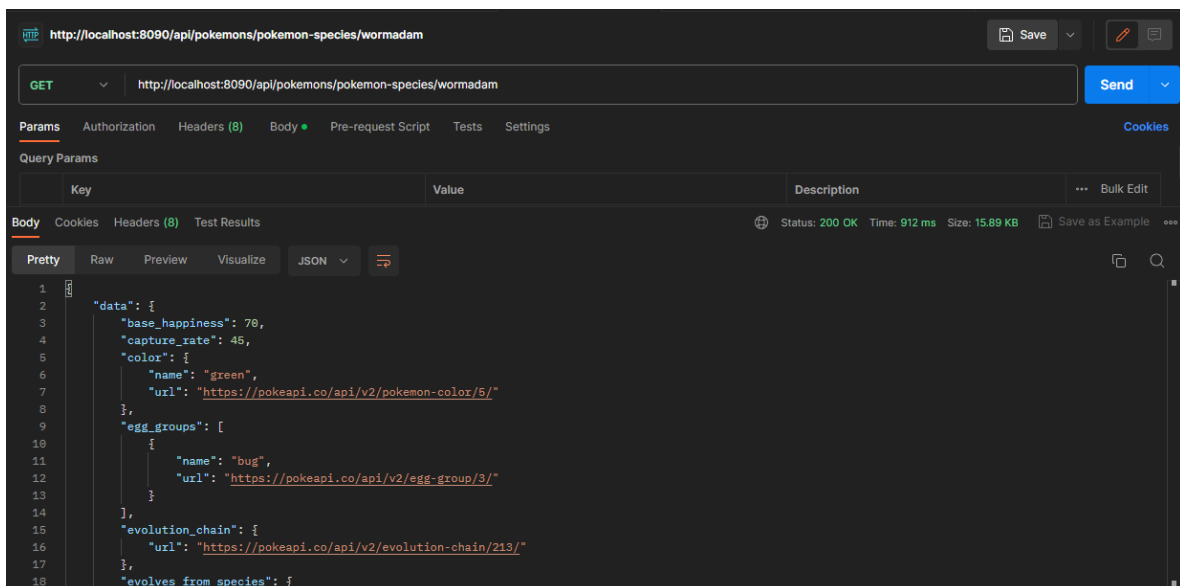 HTTP http://localhost:8090/api/pokemons/pokemon-species/wormadam Save
GET http://localhost:8090/api/pokemons/pokemon-species/wormadam Send
Params Authorization Headers (8) Body Pre-request Script Tests Settings Cookies
Query Params
Key Value Description Bulk Edit
Body Cookies Headers (8) Test Results Status: 200 OK Time: 912 ms Size: 15.89 KB Save as Example
Pretty Raw Preview Visualize JSON
1 {
2 "data": {
3 "base_happiness": 70,
4 "capture_rate": 45,
5 "color": {
6 "name": "green",
7 "url": "https://pokeapi.co/api/v2/pokemon-color/5/"
8 },
9 "egg_groups": [
10 {
11 "name": "bug",
12 "url": "https://pokeapi.co/api/v2/egg-group/3/"
13 }
14 ],
15 "evolution_chain": {
16 "url": "https://pokeapi.co/api/v2/evolution-chain/213/"
17 },
18 "evolves_from_species": {